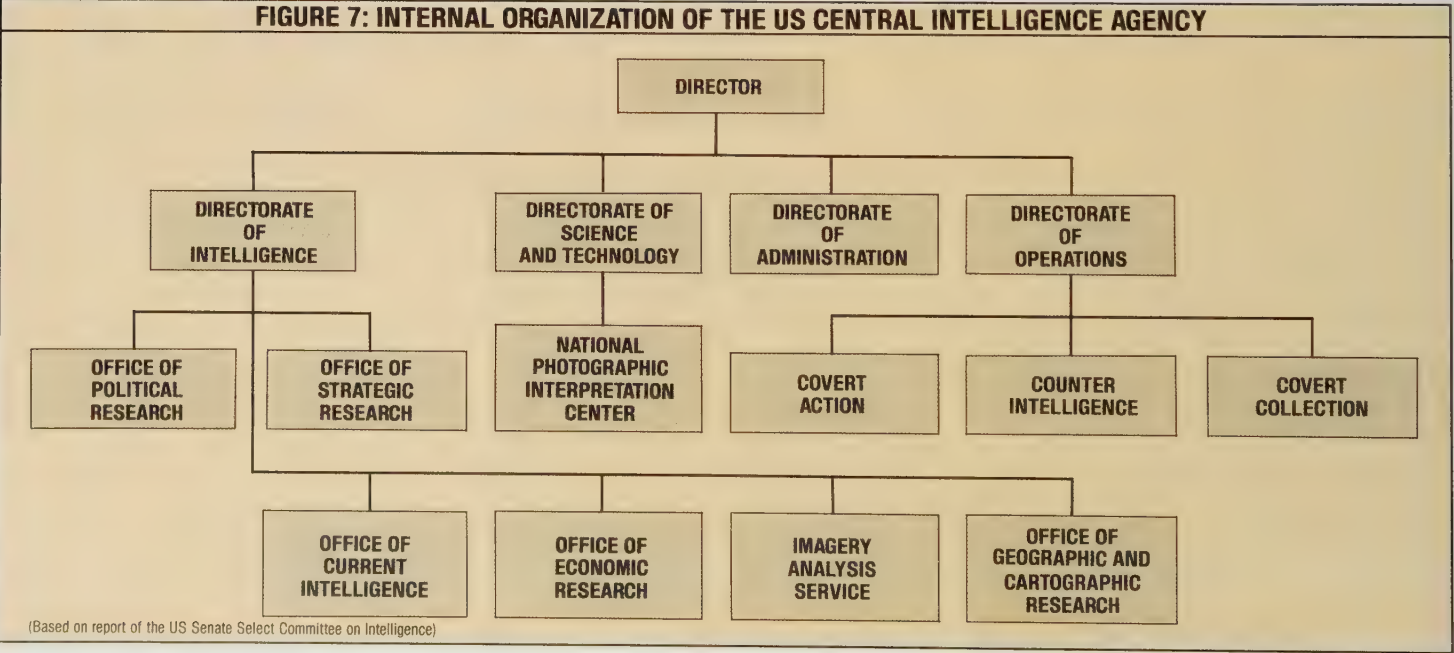 FIGURE 7: INTERNAL ORGANIZATION OF THE US CENTRAL INTELLIGENCE AGENCY
DIRECTOR
DIRECTORATE
OF
INTELLIGENCE
DIRECTORATE OF
SCIENCE
AND TECHNOLOGY
DIRECTORATE
OF
ADMINISTRATION
DIRECTORATE
OF
OPERATIONS
OFFICE OF
POLITICAL
RESEARCH
OFFICE OF
STRATEGIC
RESEARCH
NATIONAL
PHOTOGRAPHIC
INTERPRETATION
CENTER
COVERT
ACTION
COUNTER
INTELLIGENCE
COVERT
COLLECTION
OFFICE OF
CURRENT
INTELLIGENCE
OFFICE OF
ECONOMIC
RESEARCH
IMAGERY
ANALYSIS
SERVICE
OFFICE OF
GEOGRAPHIC AND
CARTOGRAPHIC
RESEARCH
(Based on report of the US Senate Select Committee on Intelligence)